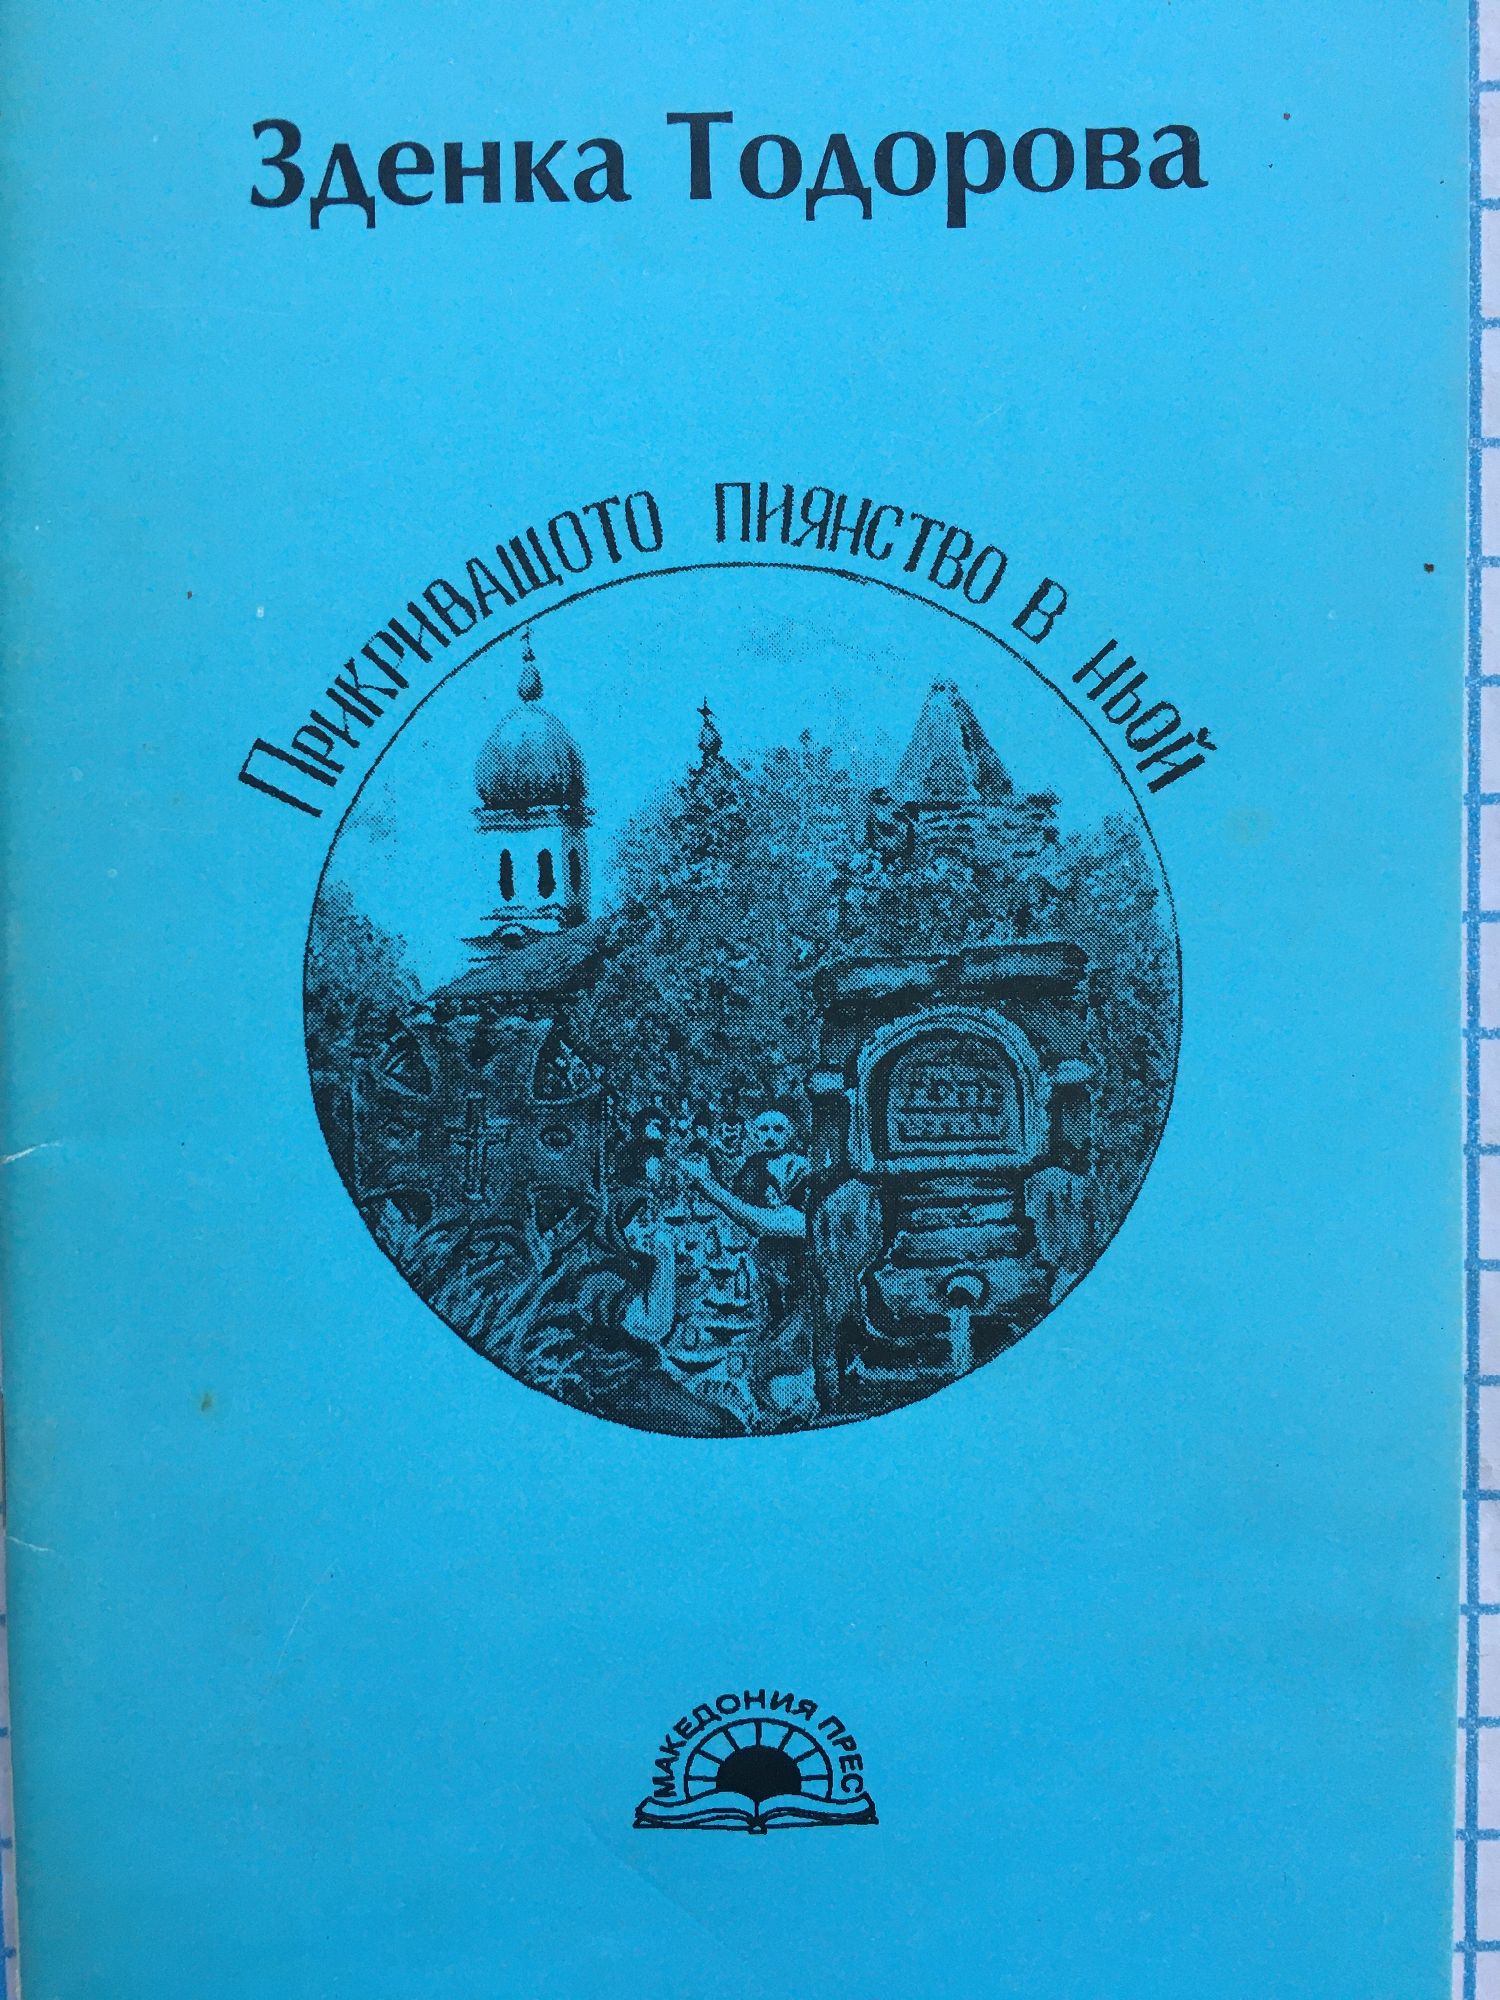 Зденка Тодорова
Прикриващото пиянство в ньой
МАКЕДОНИЯ ПРЕС